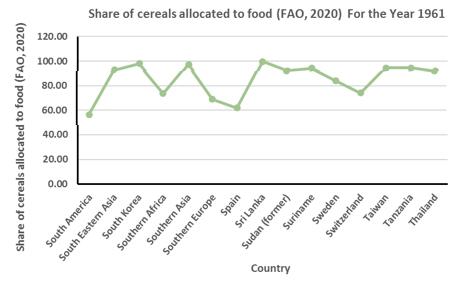 Share of cereals allocated to food (FAO, 2020)  For the Year 1961
Share of cereals allocated to food (FAO, 2020)
120.00
100.00
80.00
60.00
40.00
20.00
0.00
South America
South Eastern Asia
South Korea
Southern Africa
Southern Asia
Southern Europe
Spain
Sri Lanka
Sudan (former)
Suriname
Sweden
Switzerland
Taiwan
Tanzania
Thailand
Country